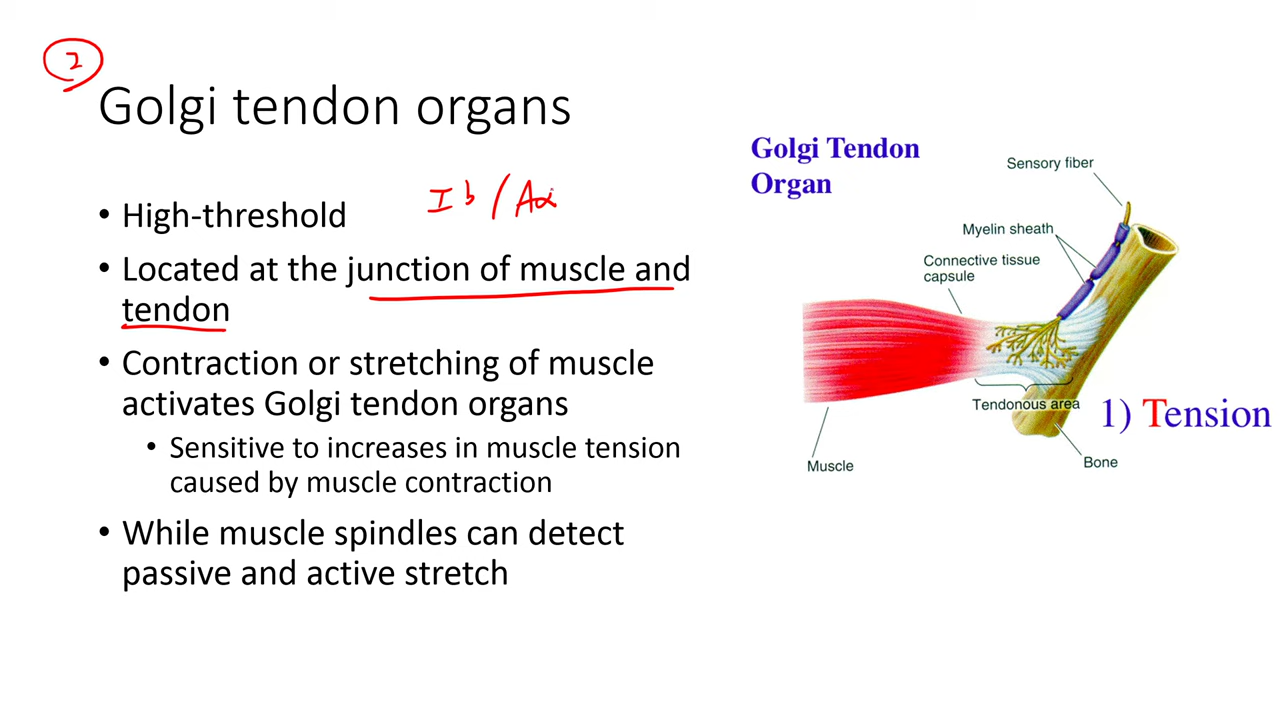 2
Golgi tendon organs
Ib / Aα
• High-threshold
• Located at the junction of muscle and
tendon
• Contraction or stretching of muscle
activates Golgi tendon organs
• Sensitive to increases in muscle tension
caused by muscle contraction
• While muscle spindles can detect
passive and active stretch
Golgi Tendon
Organ
Sensory fiber
Myelin sheath
Connective tissue
capsule
Tendonous area
1) Tension
Muscle
Bone